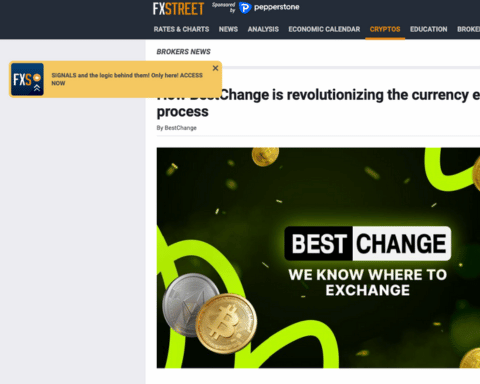 FXSTREET
Sponsored by pepperstone
RATES & CHARTS NEWS ANALYSIS ECONOMIC CALENDAR CRYPTOS EDUCATION BROKE
BROKERS NEWS
FXS SIGNALS and the logic behind them! Only here! ACCESS
NOW
How BestChange is revolutionizing the currency e
process
By BestChange
BEST CHANGE
WE KNOW WHERE TO
EXCHANGE